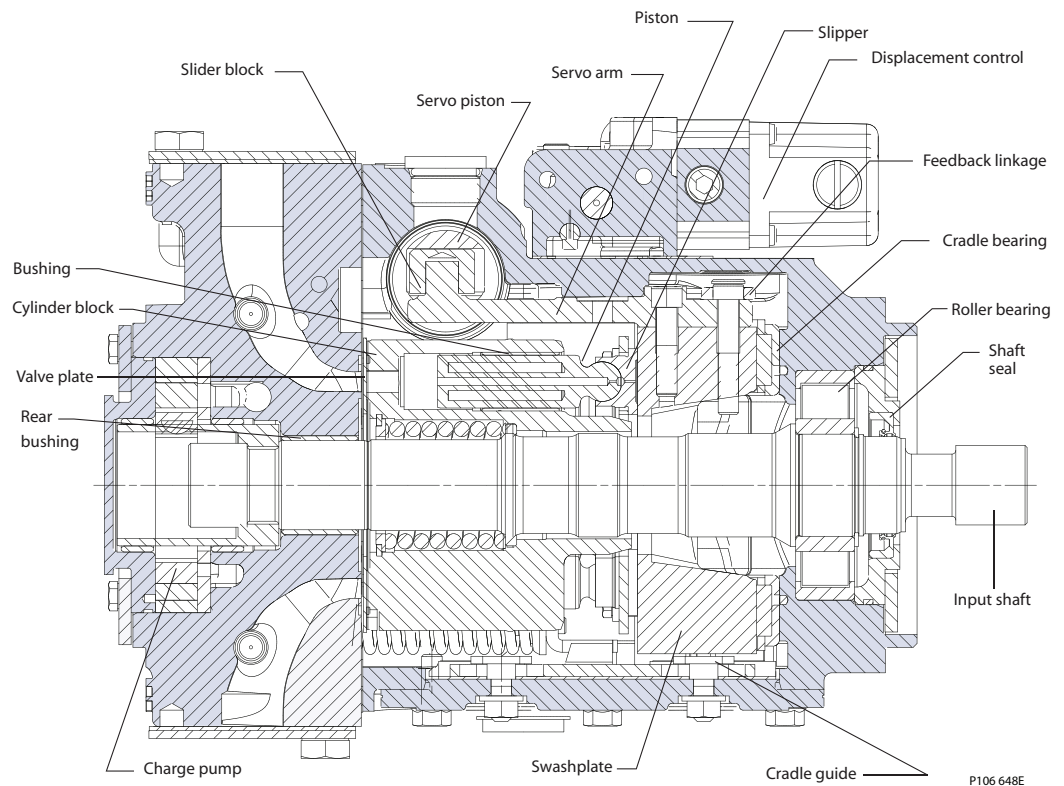 Piston
Slipper
Slider block
Servo arm
Displacement control
Servo piston
Feedback linkage
Cradle bearing
Bushing
Cylinder block
Roller bearing
Shaft
seal
Valve plate
Rear
bushing
Input shaft
Charge pump
Swashplate
Cradle guide
P106 648E